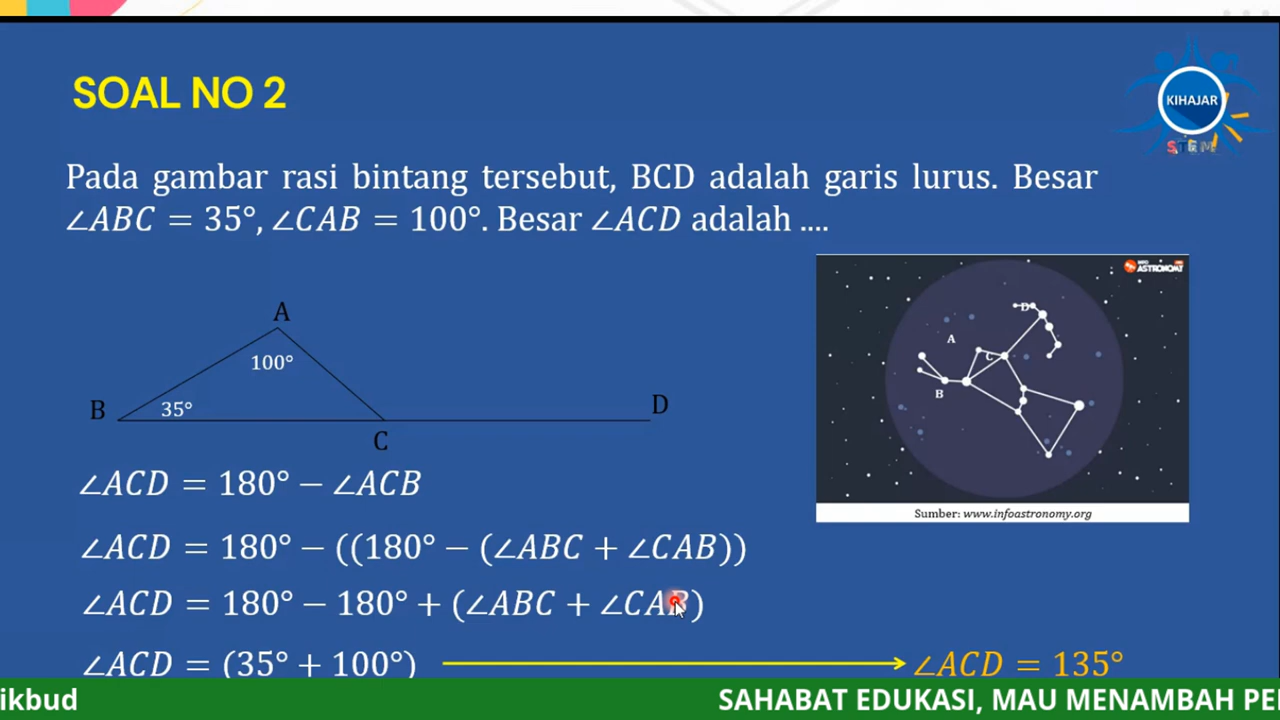 KIHAJAR
STEM
SOAL NO 2
Pada gambar rasi bintang tersebut, BCD adalah garis lurus. Besar
∠ABC = 35°, ∠CAB = 100°. Besar ∠ACD adalah ....
A
100°
B
35°
C
D
INFO
ASTRONOMY
D
A
C
B
Sumber: www.infoastronomy.org
∠ACD = 180° − ∠ACB
∠ACD = 180° − ((180° − (∠ABC + ∠CAB))
∠ACD = 180° − 180° + (∠ABC + ∠CAB)
∠ACD = (35° + 100°)
∠ACD = 135°
ikbud
SAHABAT EDUKASI, MAU MENAMBAH PE